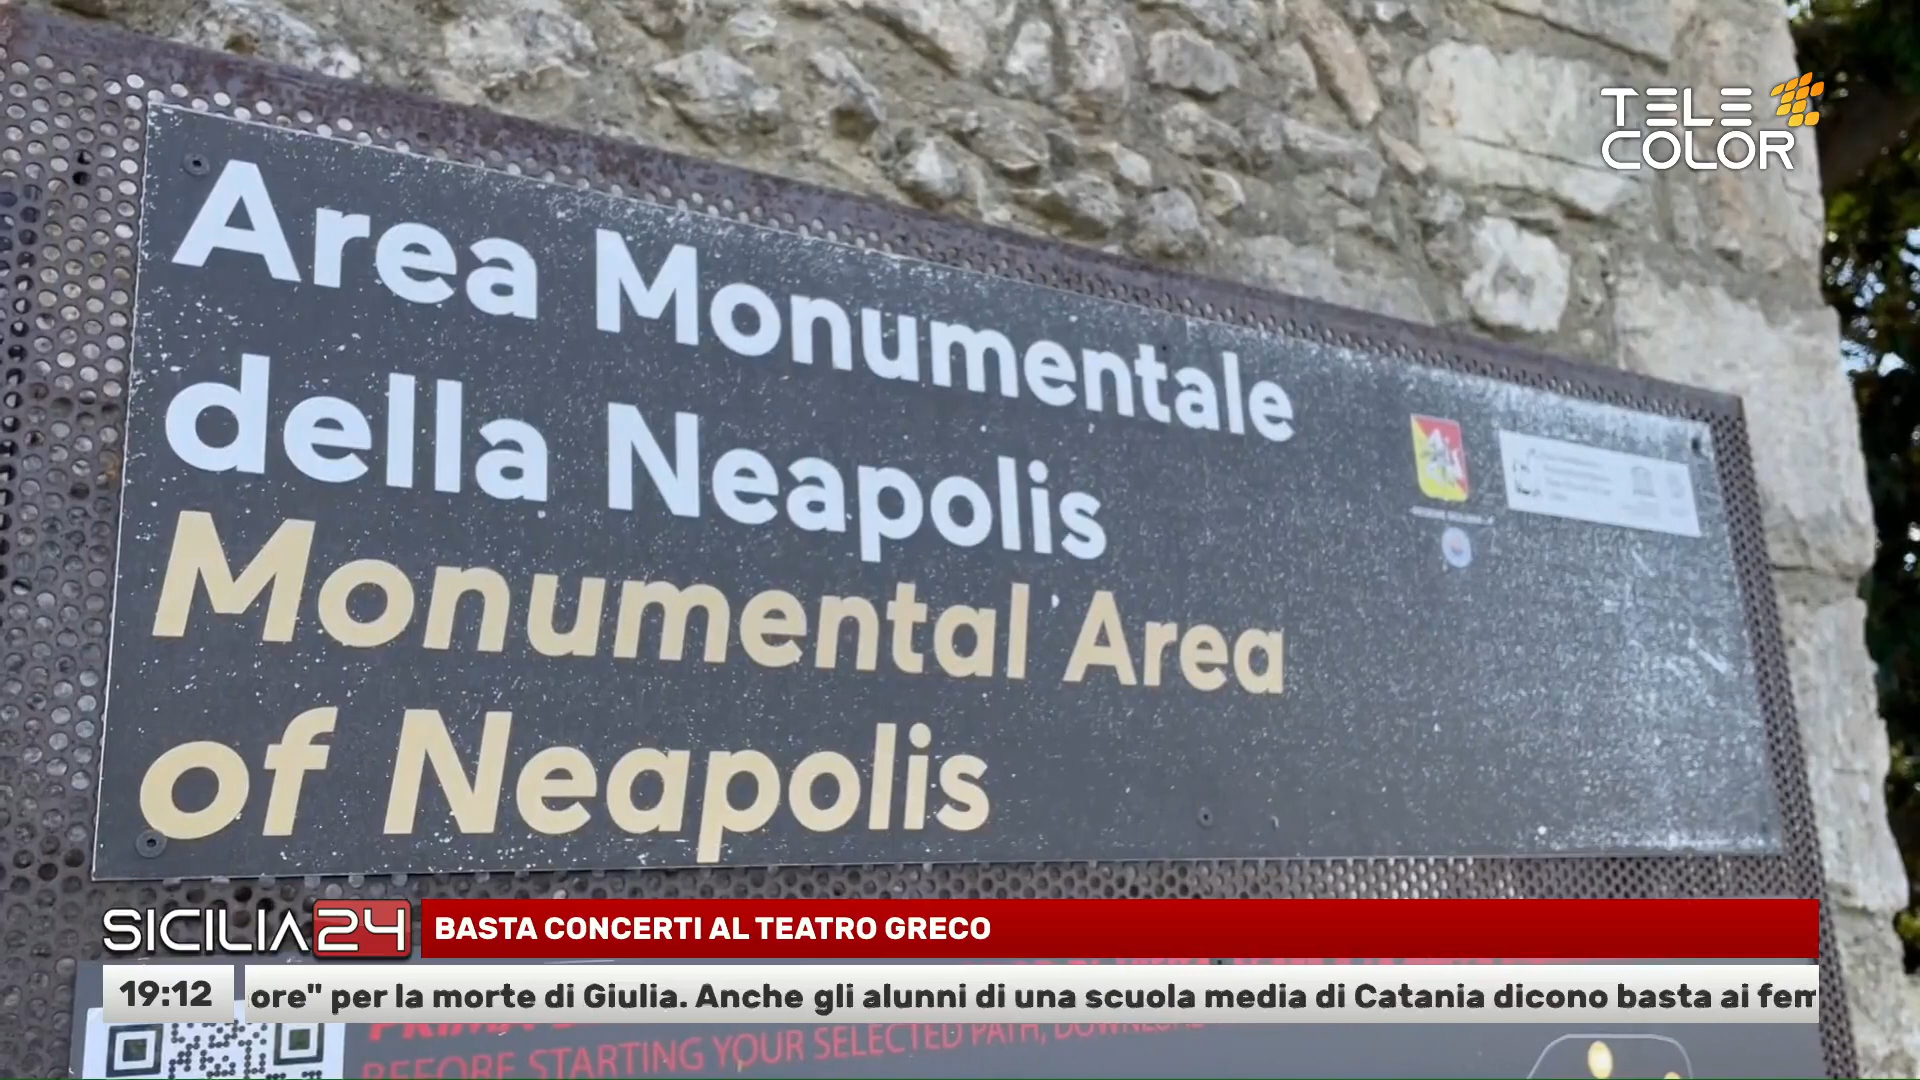 TELE
COLOR
Area Monumentale
della Neapolis
Monumental Area
of Neapolis
SICILIA24 BASTA CONCERTI AL TEATRO GRECO
19:12 ore" per la morte di Giulia. Anche gli alunni di una scuola media di Catania dicono basta ai fem
BEFORE STARTING YOUR SELECTED PATH,